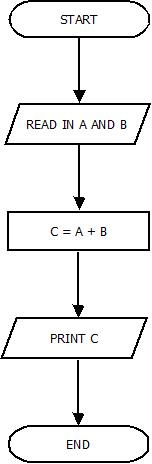 START
READ IN A AND B
C = A + B
PRINT C
END